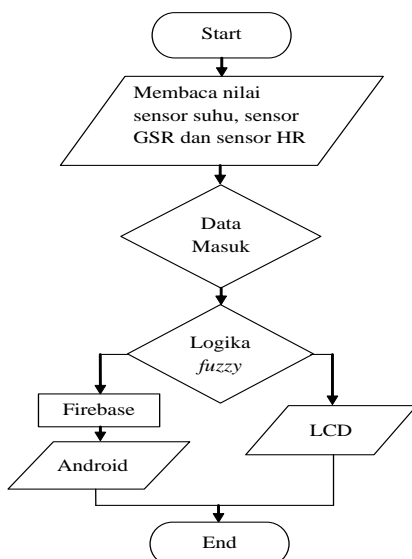 Start
Membaca nilai
sensor suhu, sensor
GSR dan sensor HR
Data
Masuk
Logika
fuzzy
Firebase
LCD
Android
End